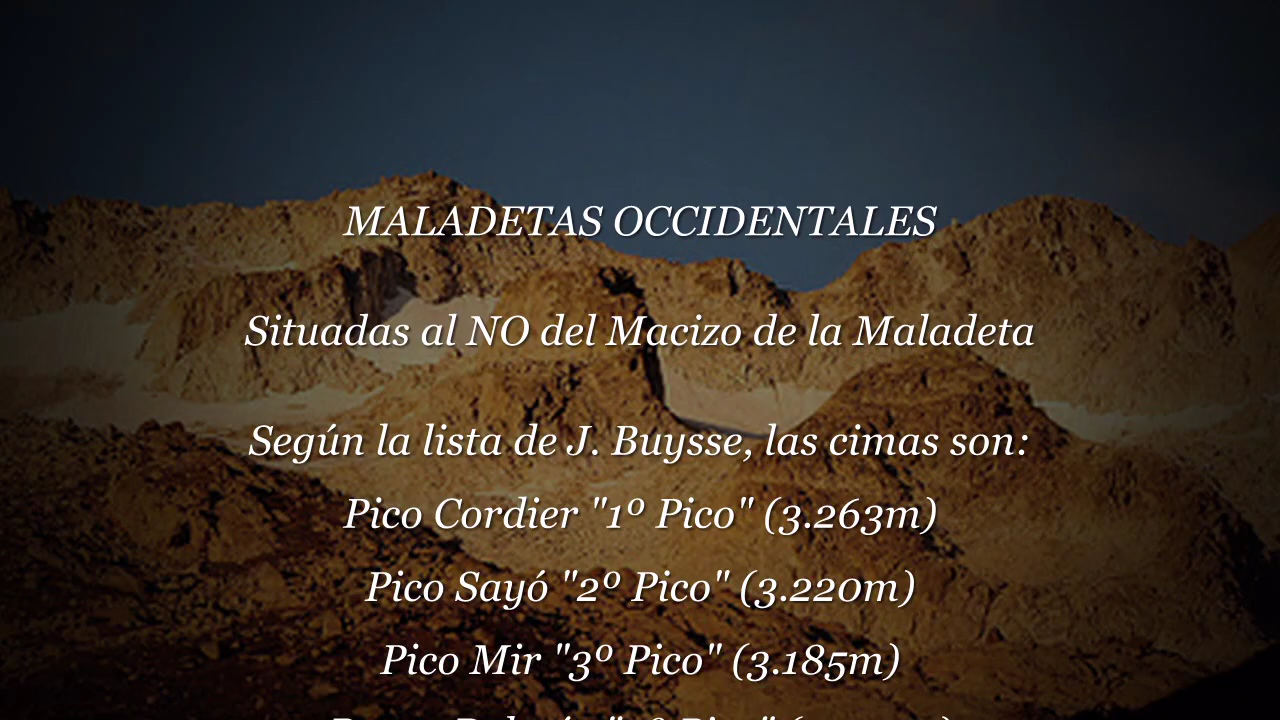 MALADETAS OCCIDENTALES
Situadas al NO del Macizo de la Maladeta
Según la lista de J. Buysse, las cimas son:
Pico Cordier "1º Pico" (3.263m)
Pico Sayó "2º Pico" (3.220m)
Pico Mir "3º Pico" (3.185m)